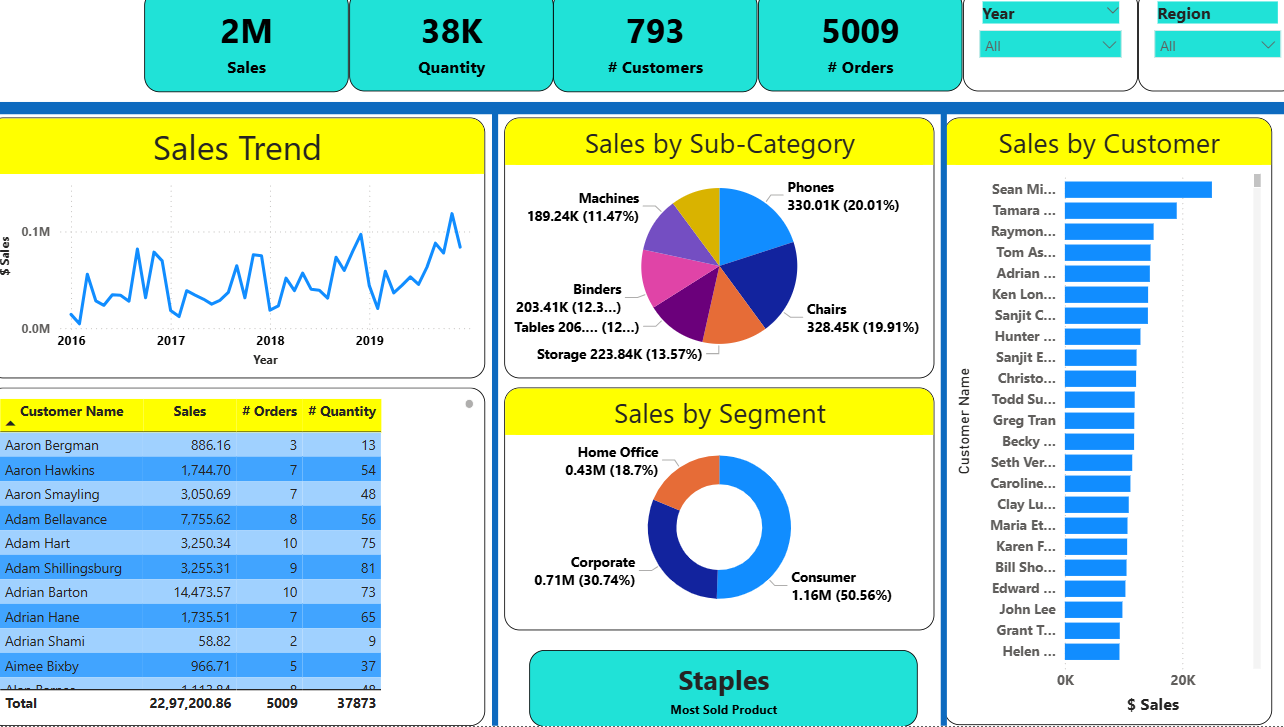 2M
Sales
38K
Quantity
793
# Customers
5009
# Orders
Year
All
Region
All
Sales Trend
$ Sales
0.1M
0.0M
2016 2017 2018 2019
Year
Sales by Sub-Category
Phones
330.01K (20.01%)
Chairs
328.45K (19.91%)
Storage 223.84K (13.57%)
Tables 206.... (12...)
Binders
203.41K (12.3...)
Machines
189.24K (11.47%)
Sales by Customer
Customer Name
Sean Mi...
Tamara ...
Raymon...
Tom As...
Adrian ...
Ken Lon...
Sanjit C...
Hunter ...
Sanjit E...
Christo...
Todd Su...
Greg Tran
Becky ...
Seth Ver...
Caroline...
Clay Lu...
Maria Et...
Karen F...
Bill Sho...
Edward ...
John Lee
Grant T...
Helen ...
0K 20K
$ Sales
Customer Name Sales # Orders # Quantity
Aaron Bergman 886.16 3 13
Aaron Hawkins 1,744.70 7 54
Aaron Smayling 3,050.69 7 48
Adam Bellavance 7,755.62 8 56
Adam Hart 3,250.34 10 75
Adam Shillingsburg 3,255.31 9 81
Adrian Barton 14,473.57 10 73
Adrian Hane 1,735.51 7 65
Adrian Shami 58.82 2 9
Aimee Bixby 966.71 5 37
Total 22,97,200.86 5009 37873
Sales by Segment
Home Office
0.43M (18.7%)
Corporate
0.71M (30.74%)
Consumer
1.16M (50.56%)
Staples
Most Sold Product